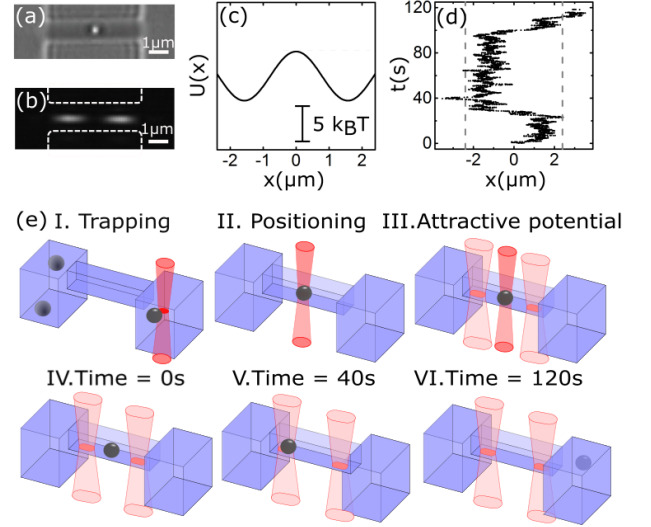 (a)
1μm
(b)
1μm
(c)
U(x)
5 kBT
-2 -1 0 1 2
x(μm)
(d)
t(s)
120
80
40
0
-2 0 2
x(μm)
(e)
I. Trapping
II. Positioning
III.Attractive potential
IV.Time = 0s
V.Time = 40s
VI.Time = 120s